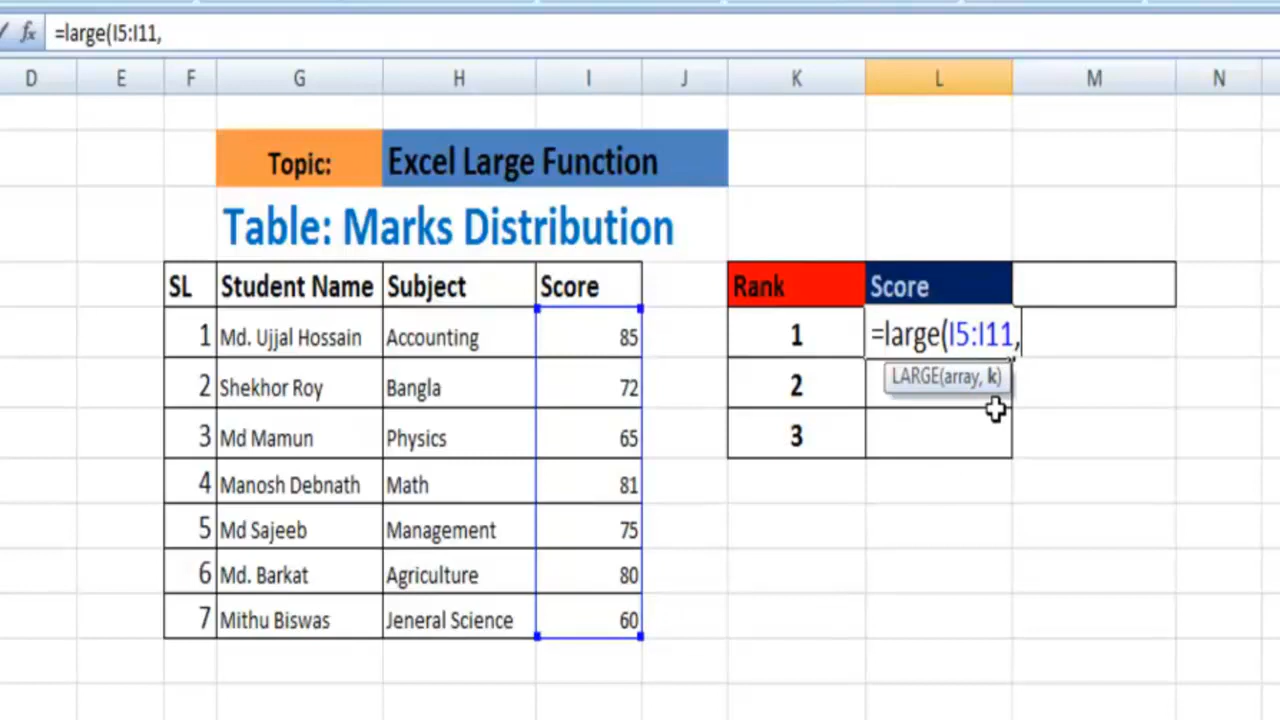 fx =large(I5:I11,
D E F G H I J K L M N
Topic: Excel Large Function
Table: Marks Distribution
SL Student Name Subject Score Rank Score
1 Md. Ujjal Hossain Accounting 85 1 =large(I5:I11,
LARGE(array, k)
2 Shekhor Roy Bangla 72 2
3 Md Mamun Physics 65 3
4 Manosh Debnath Math 81
5 Md Sajeeb Management 75
6 Md. Barkat Agriculture 80
7 Mithu Biswas Jeneral Science 60